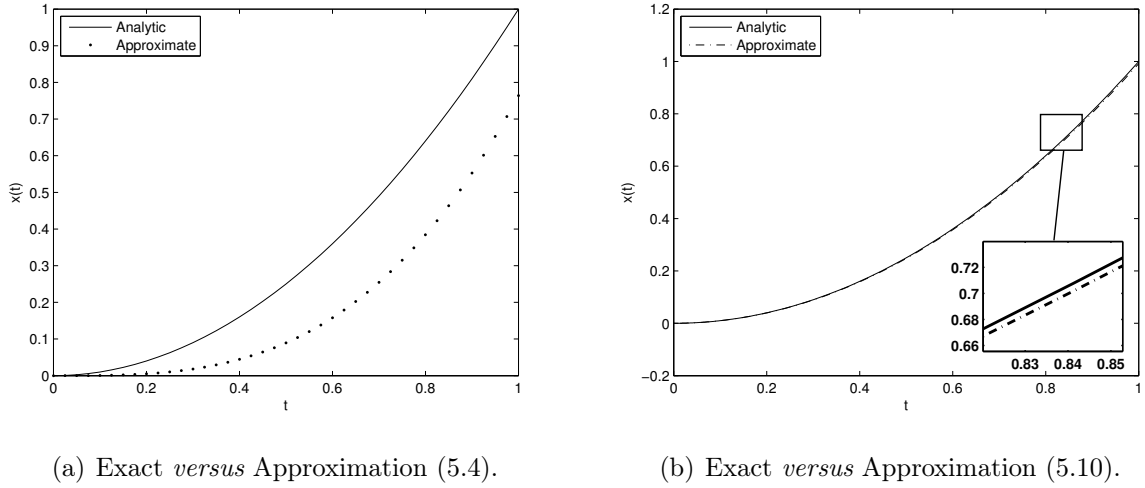 1
0.9
0.8
0.7
0.6
0.5
0.4
0.3
0.2
0.1
0
0 0.2 0.4 0.6 0.8 1
t
x(t)
Analytic
Approximate
(a) Exact versus Approximation (5.4).
1.2
1
0.8
0.6
0.4
0.2
0
−0.2
0 0.2 0.4 0.6 0.8 1
t
x(t)
Analytic
Approximate
0.72
0.7
0.68
0.66
0.83 0.84 0.85
(b) Exact versus Approximation (5.10).